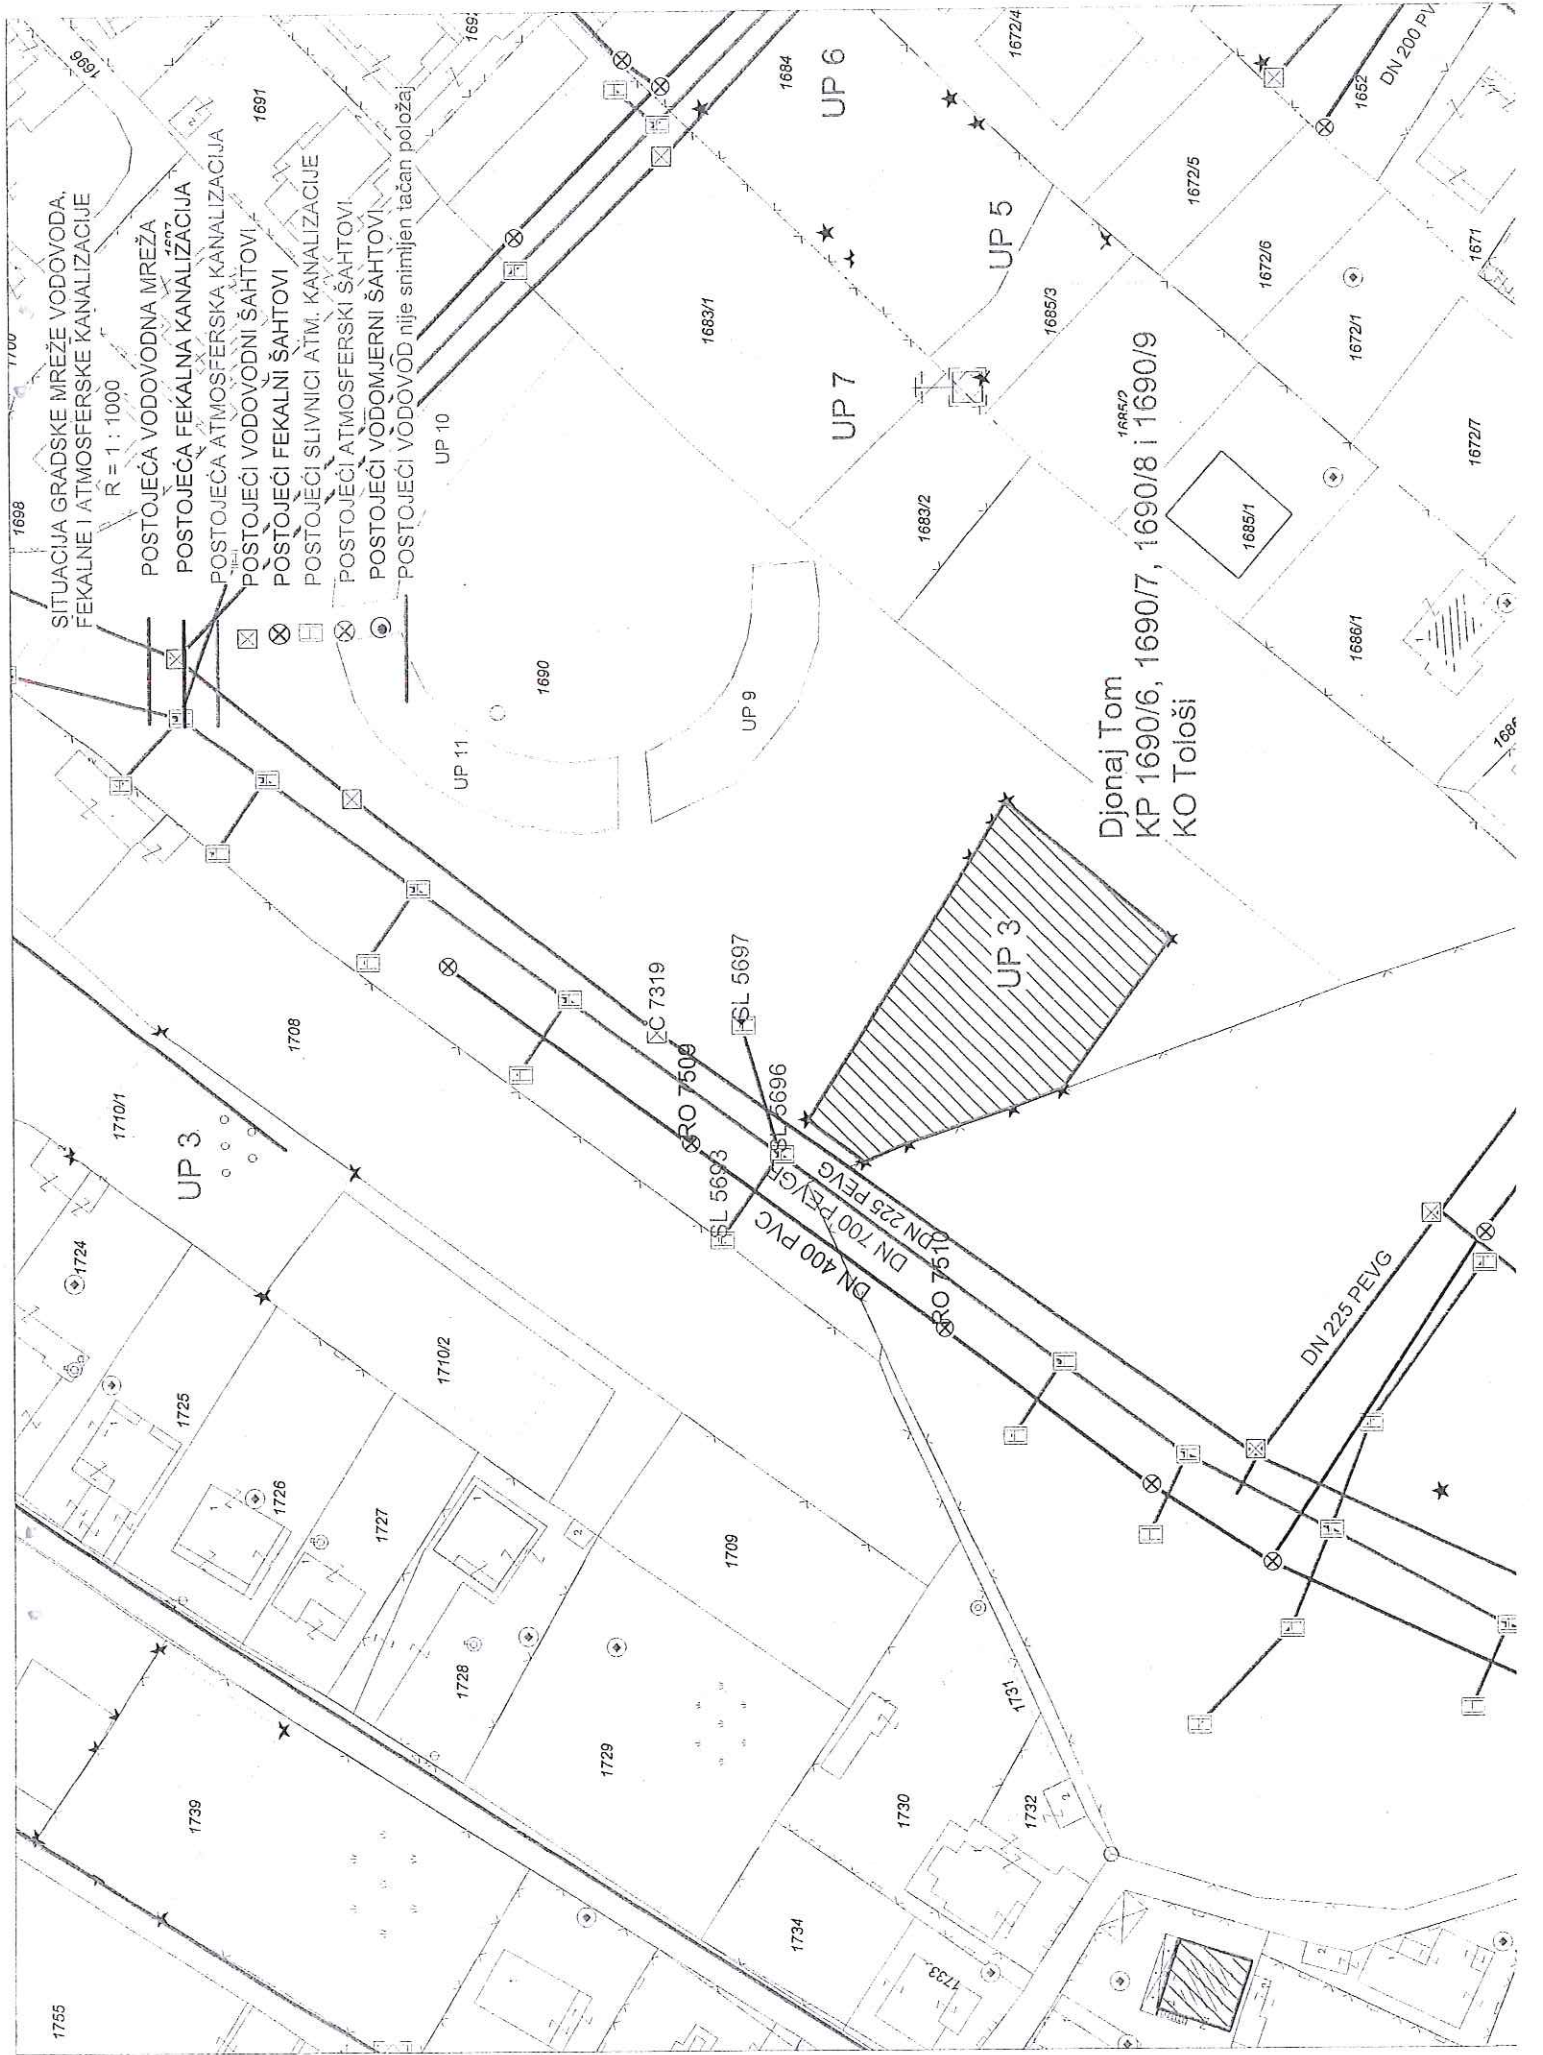 SITUACIJA GRADSKE MREŽE VODOVODA,
FEKALNE I ATMOSFERSKE KANALIZACIJE
R = 1 : 1000
POSTOJEĆA VODOVODNA MREŽA
POSTOJEĆA FEKALNA KANALIZACIJA
POSTOJEĆA ATMOSFERSKA KANALIZACIJA
POSTOJEĆI VODOVODNI ŠAHTOVI
POSTOJEĆI FEKALNI ŠAHTOVI
POSTOJEĆI SLIVNICI ATM. KANALIZACIJE
POSTOJEĆI ATMOSFERSKI ŠAHTOVI
POSTOJEĆI VODOMJERNI ŠAHTOVI
POSTOJEĆI VODOVOD nije snimljen tačan položaj
1698
1696
1691
1684
UP 6
1672/4
1652
DN 200 PV
1672/5
1672/6
1671
UP 5
1683/1
1685/3
1672/1
UP 10
UP 7
1685/2
1672/7
1683/2
1685/1
1686/1
1690
UP 11
UP 9
Djonaj Tom
KP 1690/6, 1690/7, 1690/8 i 1690/9
KO Tološi
UP 3
C 7319
SL 5697
RO 7509
SL 5696
SL 5693
DN 400 PVC
DN 700 PEVGR
DN 225 PEVG
RO 7510
DN 225 PEVG
1708
1710/1
UP 3
1724
1710/2
1725
1726
1727
1709
1728
1729
1731
1739
1730
1732
1734
1733
1755